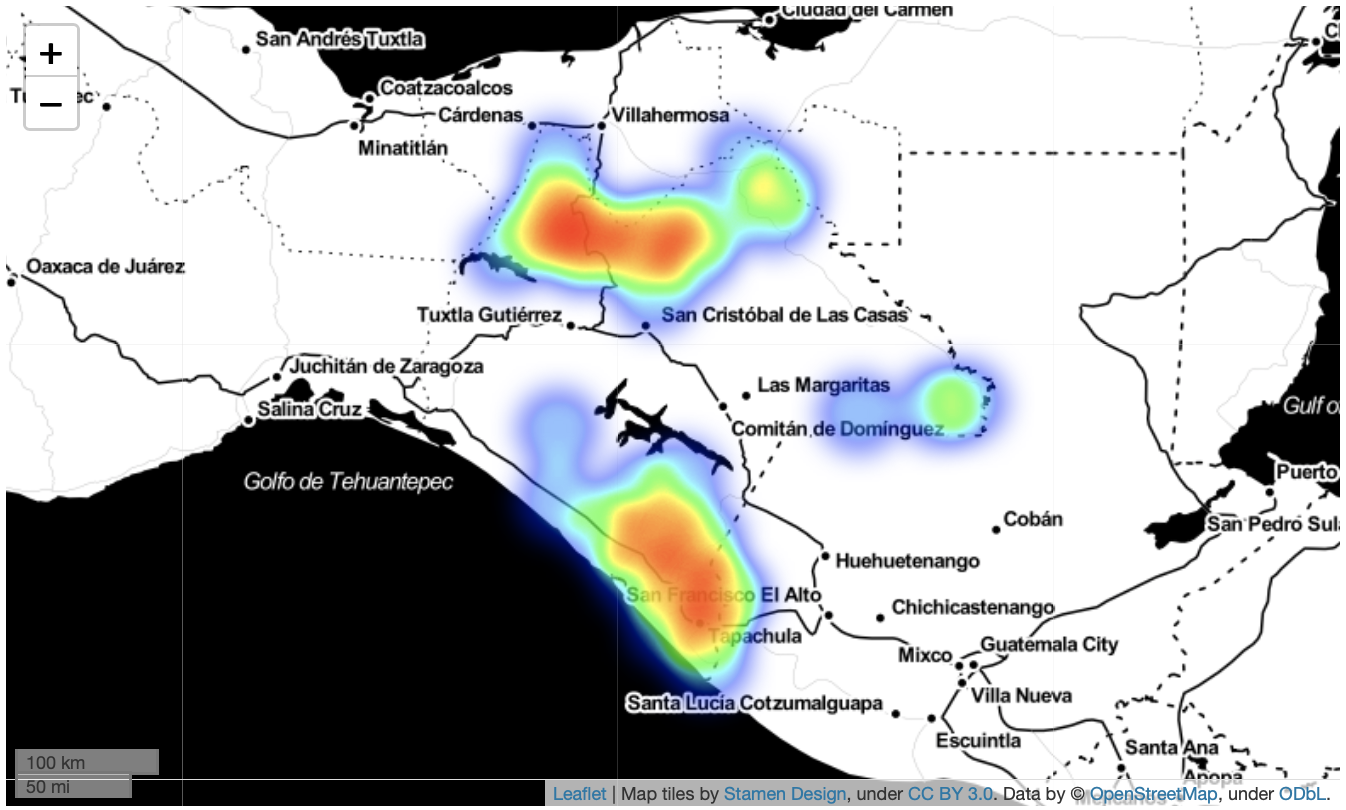 Ciudad del Carmen
+
San Andrés Tuxtla
−
Coatzacoalcos
Cárdenas
Villahermosa
Minatitlán
Oaxaca de Juárez
Tuxtla Gutiérrez
San Cristóbal de Las Casas
Juchitán de Zaragoza
Las Margaritas
Salina Cruz
Gulf o
Comitán de Domínguez
Golfo de Tehuantepec
Puerto
Cobán
San Pedro Sula
Huehuetenango
San Francisco El Alto
Chichicastenango
Tapachula
Guatemala City
Mixco
Villa Nueva
Santa Lucía Cotzumalguapa
Escuintla
Santa Ana
Apopa
100 km
50 mi
Leaflet | Map tiles by Stamen Design, under CC BY 3.0. Data by © OpenStreetMap, under ODbL.